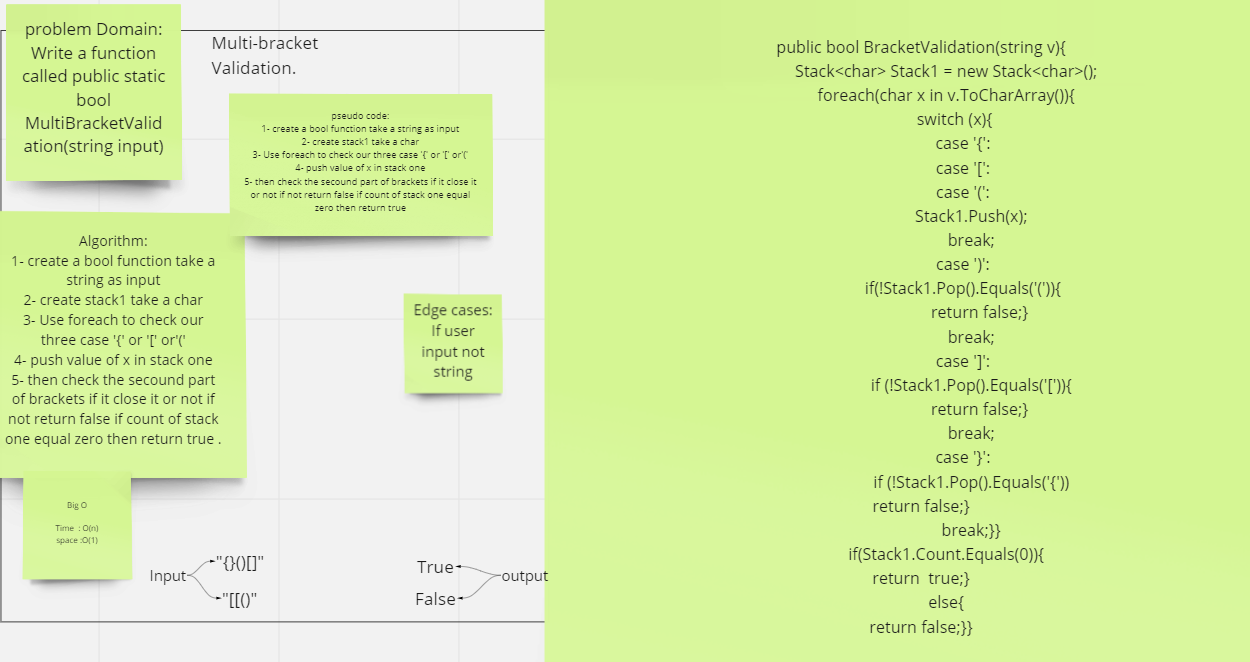 problem Domain:
Write a function
called public static
bool
MultiBracketValid
ation(string input)
Multi-bracket
Validation.
pseudo code:
1- create a bool function take a string as input
2- create stack1 take a char
3- Use foreach to check our three case '{' or '[' or'('
4- push value of x in stack one
5- then check the secound part of brackets if it close it
or not if not return false if count of stack one equal
zero then return true
Algorithm:
1- create a bool function take a
string as input
2- create stack1 take a char
3- Use foreach to check our
three case '{' or '[' or'('
4- push value of x in stack one
5- then check the secound part
of brackets if it close it or not if
not return false if count of stack
one equal zero then return true .
Edge cases:
If user
input not
string
Big O
Time : O(n)
space :O(1)
Input
"{}()[]"
"[[()"
True
False
output
public bool BracketValidation(string v){
Stack<char> Stack1 = new Stack<char>();
foreach(char x in v.ToCharArray()){
switch (x){
case '{':
case '[':
case '(':
Stack1.Push(x);
break;
case ')':
if(!Stack1.Pop().Equals('(')){
return false;}
break;
case ']':
if (!Stack1.Pop().Equals('[')){
return false;}
break;
case '}':
if (!Stack1.Pop().Equals('{'))
return false;}
break;}}
if(Stack1.Count.Equals(0)){
return  true;}
else{
return false;}}